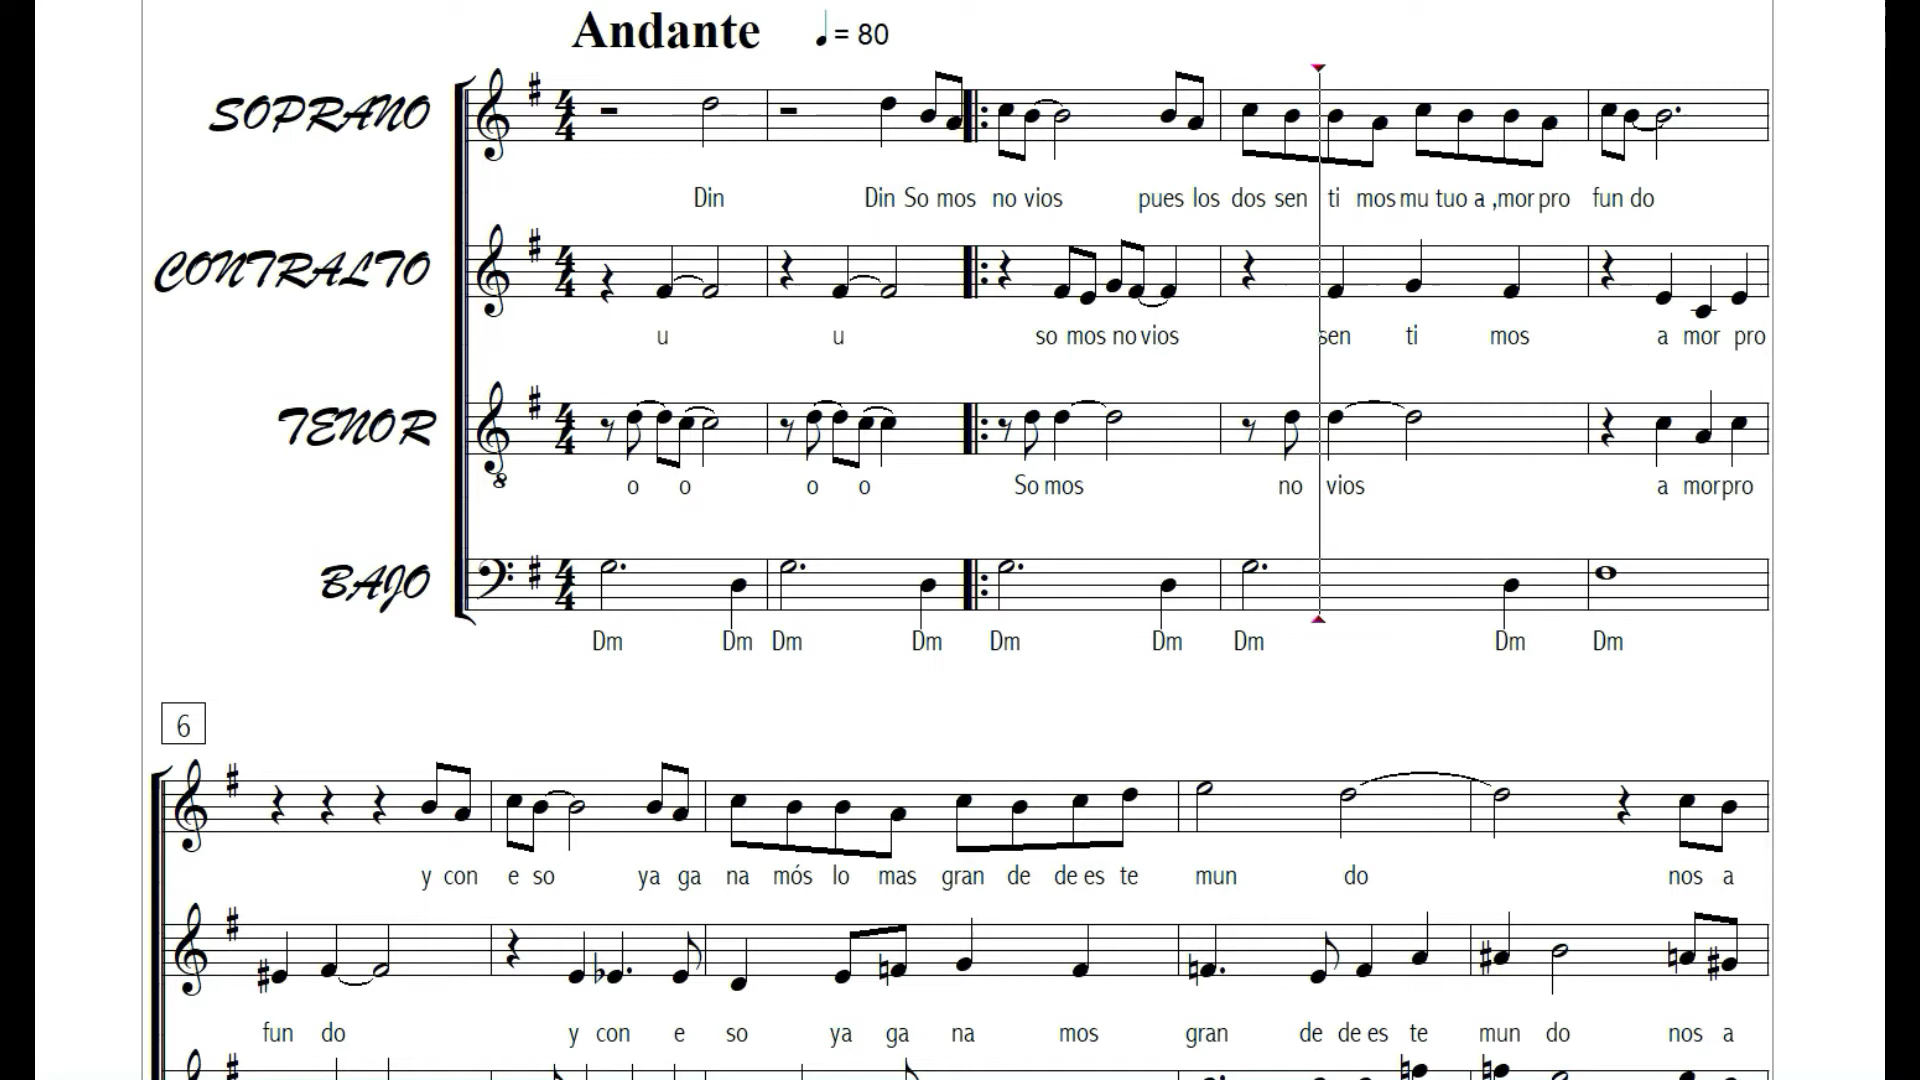 Andante ♩= 80
SOPRANO
Din Din So mos no vios pues los dos sen ti mos mu tuo a ,mor pro fun do
CONTRALTO
u u so mos no vios sen ti mos a mor pro
TENOR
8
o o o o So mos no vios a mor pro
BAJO
Dm Dm Dm Dm Dm Dm Dm Dm Dm
6
y con e so ya ga na mós lo mas gran de de es te mun do nos a
fun do y con e so ya ga na mos gran de de es te mun do nos a